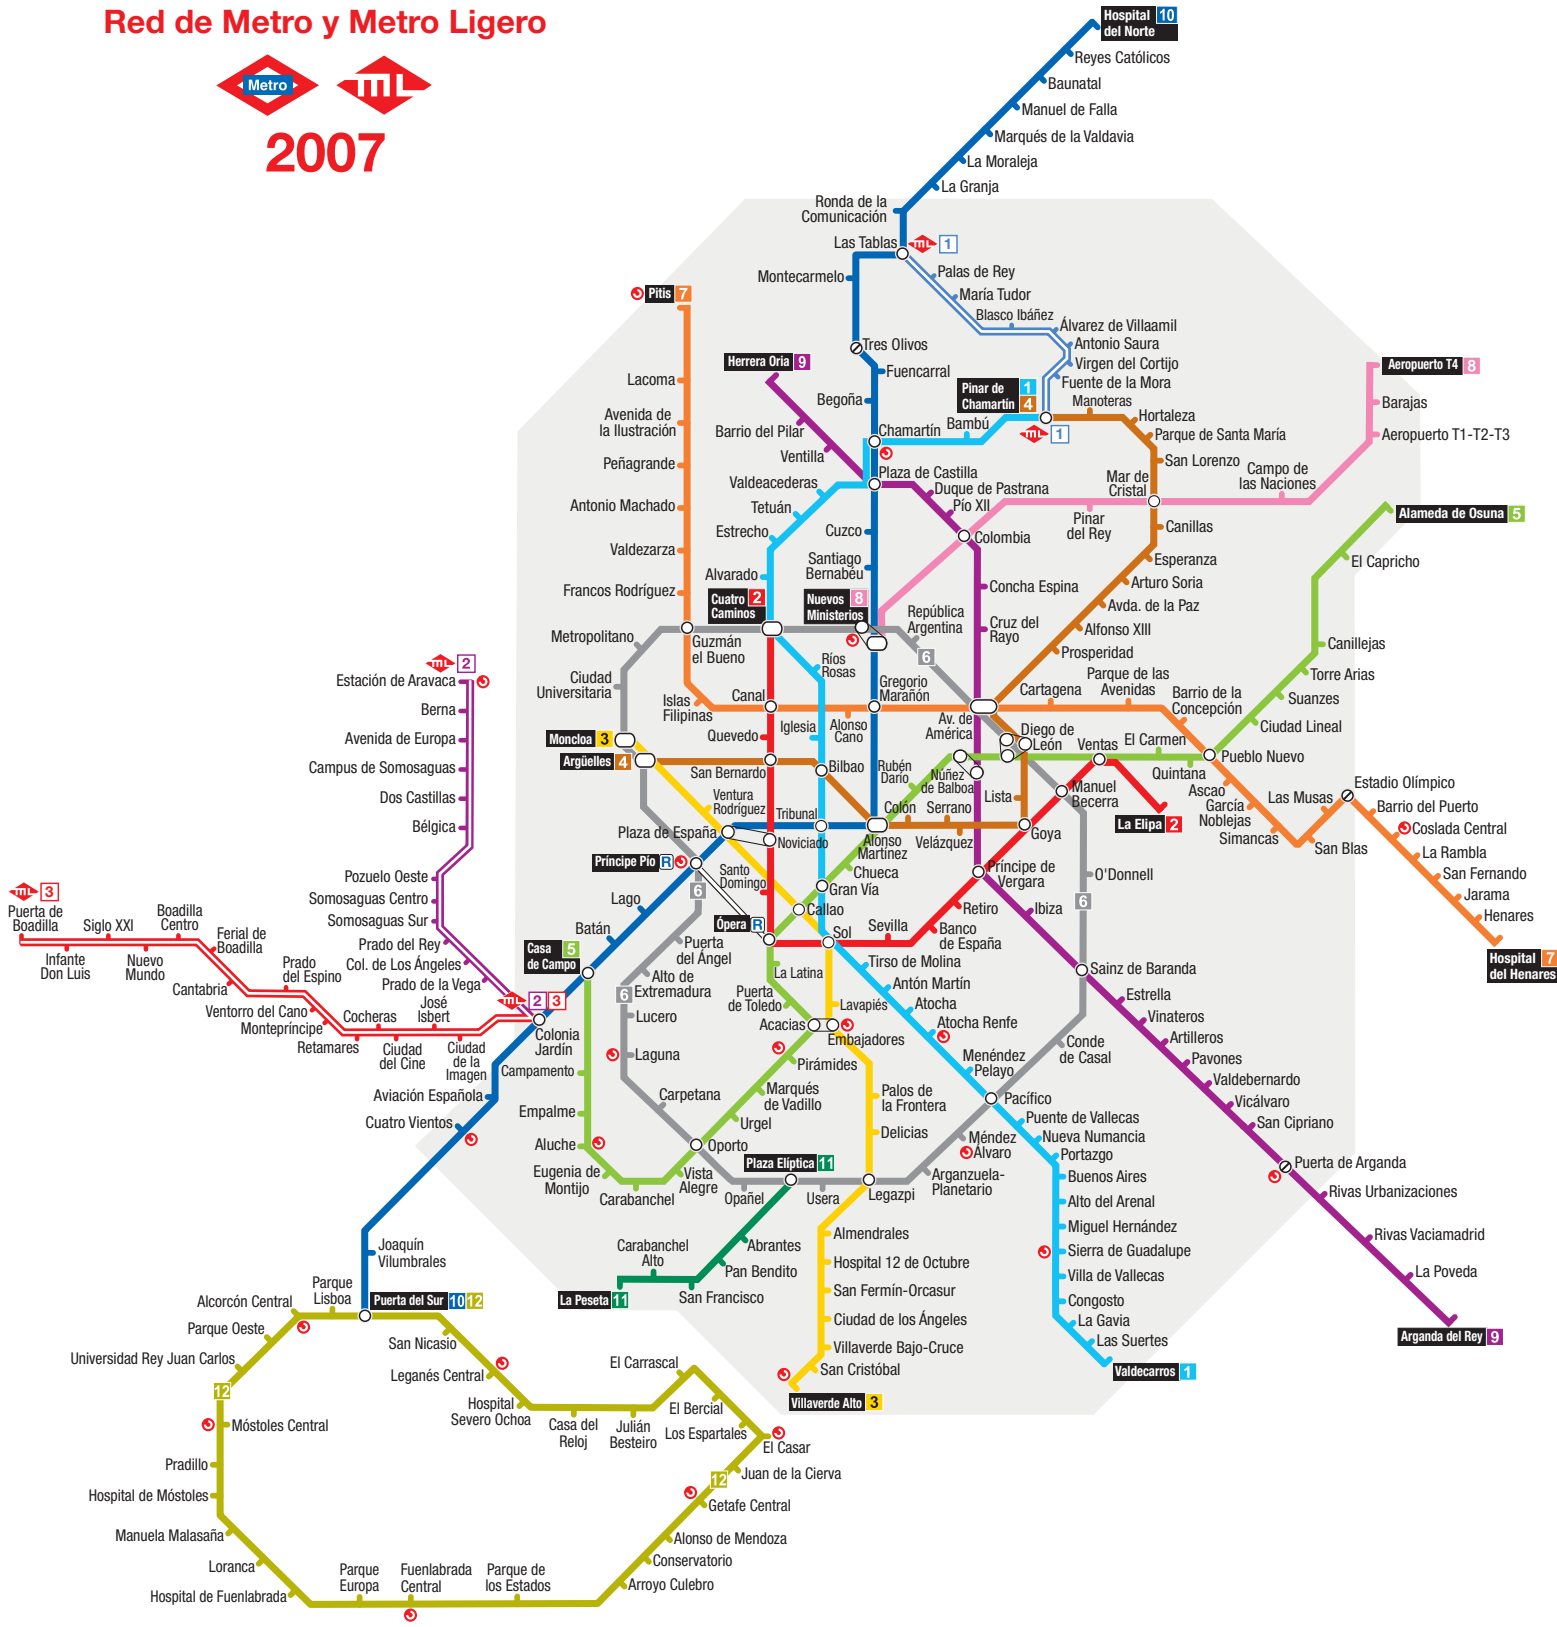 Red de Metro y Metro Ligero
Metro
mL
2007
Hospital
del Norte
10
Reyes Católicos
Baunatal
Manuel de Falla
Marqués de la Valdavia
La Moraleja
La Granja
Ronda de la
Comunicación
Las Tablas
mL 1
Montecarmelo
Palas de Rey
María Tudor
Blasco Ibáñez
Álvarez de Villaamil
Antonio Saura
Virgen del Cortijo
Fuente de la Mora
Tres Olivos
Fuencarral
Begoña
Pitis 7
Lacoma
Avenida de
la Ilustración
Peñagrande
Antonio Machado
Valdezarza
Francos Rodríguez
Herrera Oria 9
Barrio del Pilar
Ventilla
Pinar de
Chamartín
1
4
mL 1
Manoteras
Hortaleza
Parque de Santa María
San Lorenzo
Mar de
Cristal
Campo de
las Naciones
Aeropuerto T4 8
Barajas
Aeropuerto T1-T2-T3
Chamartín
Bambú
Plaza de Castilla
Valdeacederas
Tetuán
Estrecho
Alvarado
Duque de Pastrana
Pío XII
Colombia
Pinar
del Rey
Canillas
Esperanza
Arturo Soria
Avda. de la Paz
Alfonso XIII
Prosperidad
Alameda de Osuna 5
El Capricho
Canillejas
Torre Arias
Suanzes
Ciudad Lineal
Cuzco
Santiago
Bernabéu
Concha Espina
Cruz del
Rayo
República
Argentina
6
Cuatro
Caminos
2
Nuevos
Ministerios
8
Metropolitano
Guzmán
el Bueno
Ciudad
Universitaria
Islas
Filipinas
Canal
Ríos
Rosas
Gregorio
Marañón
Alonso
Cano
Iglesia
Quevedo
Cartagena
Parque de las
Avenidas
Barrio de la
Concepción
Av. de
América
Diego de
León
Ventas
El Carmen
Quintana
Pueblo Nuevo
Moncloa 3
Argüelles 4
San Bernardo
Bilbao
Rubén
Darío
Núñez
de Balboa
Lista
Manuel
Becerra
La Elipa 2
Ascao
García
Noblejas
Simancas
San Blas
Las Musas
Estadio Olímpico
Barrio del Puerto
Coslada Central
La Rambla
San Fernando
Jarama
Henares
Hospital
del Henares
7
Ventura
Rodríguez
Tribunal
Colón
Serrano
Velázquez
Goya
Alonso
Martínez
Plaza de España
Noviciado
Príncipe Pío R
Santo
Domingo
Chueca
Gran Vía
Callao
Príncipe de
Vergara
O'Donnell
6
6
Lago
Batán
Ópera R
Sol
Sevilla
Banco
de España
Retiro
Ibiza
Sainz de Baranda
Casa
de Campo
5
Puerta
del Ángel
Alto de
Extremadura
6
Lucero
Laguna
Carpetana
La Latina
Puerta
de Toledo
Acacias
Lavapiés
Embajadores
Tirso de Molina
Antón Martín
Atocha
Atocha Renfe
Menéndez
Pelayo
Pacífico
Conde
de Casal
Estrella
Vinateros
Artilleros
Pavones
Valdebernardo
Vicálvaro
San Cipriano
Puerta de Arganda
Rivas Urbanizaciones
Rivas Vaciamadrid
La Poveda
Arganda del Rey 9
mL 2
Estación de Aravaca
Berna
Avenida de Europa
Campus de Somosaguas
Dos Castillas
Bélgica
Pozuelo Oeste
Somosaguas Centro
Somosaguas Sur
Prado del Rey
Col. de Los Ángeles
Prado de la Vega
mL 2 3
mL 3
Puerta de
Boadilla
Infante
Don Luis
Siglo XXI
Nuevo
Mundo
Boadilla
Centro
Ferial de
Boadilla
Cantabria
Prado
del Espino
Ventorro del Cano
Montepríncipe
Retamares
Cocheras
Ciudad
del Cine
José
Isbert
Ciudad
de la
Imagen
Colonia
Jardín
Aviación Española
Cuatro Vientos
Joaquín
Vilumbrales
Campamento
Empalme
Aluche
Eugenia de
Montijo
Carabanchel
Vista
Alegre
Oporto
Urgel
Marqués
de Vadillo
Pirámides
Palos de
la Frontera
Delicias
Legazpi
Plaza Elíptica 11
Opañel
Usera
Arganzuela-
Planetario
Méndez
Álvaro
Abrantes
Pan Bendito
San Francisco
Carabanchel
Alto
La Peseta 11
Puente de Vallecas
Nueva Numancia
Portazgo
Buenos Aires
Alto del Arenal
Miguel Hernández
Sierra de Guadalupe
Villa de Vallecas
Congosto
La Gavia
Las Suertes
Valdecarros 1
Almendrales
Hospital 12 de Octubre
San Fermín-Orcasur
Ciudad de los Ángeles
Villaverde Bajo-Cruce
San Cristóbal
Villaverde Alto 3
Puerta del Sur 10 12
Parque
Lisboa
Alcorcón Central
Parque Oeste
Universidad Rey Juan Carlos
12
Móstoles Central
Pradillo
Hospital de Móstoles
Manuela Malasaña
Loranca
Hospital de Fuenlabrada
Parque
Europa
Fuenlabrada
Central
Parque de
los Estados
Arroyo Culebro
Conservatorio
Alonso de Mendoza
Getafe Central
12
Juan de la Cierva
El Casar
Los Espartales
El Bercial
El Carrascal
Julián
Besteiro
Casa del
Reloj
Hospital
Severo Ochoa
Leganés Central
San Nicasio